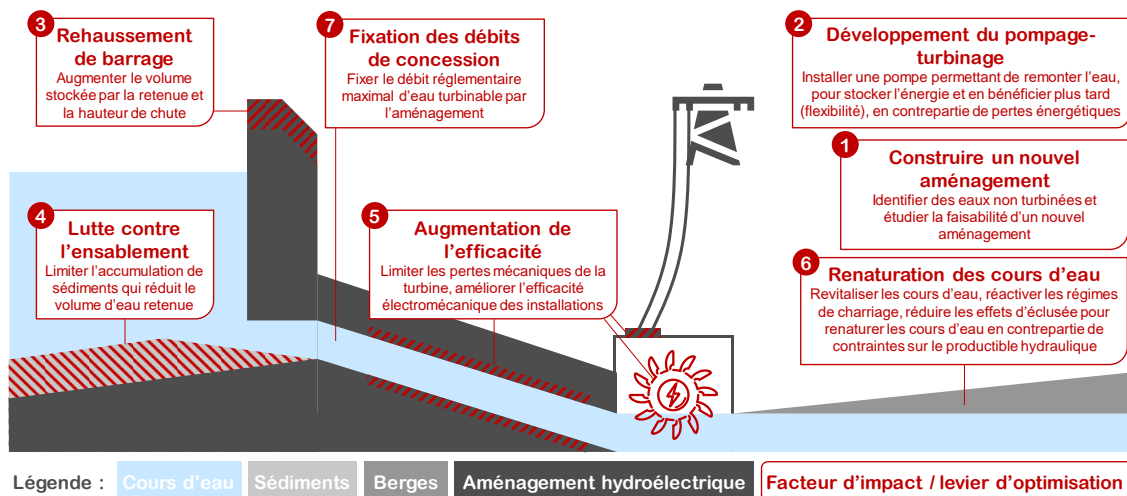 3
Rehaussement
de barrage
Augmenter le volume
stockée par la retenue et
la hauteur de chute
7
Fixation des débits
de concession
Fixer le débit réglementaire
maximal d'eau turbinable par
l'aménagement
2
Développement du pompage-
turbinage
Installer une pompe permettant de remonter l'eau,
pour stocker l'énergie et en bénéficier plus tard
(flexibilité), en contrepartie de pertes énergétiques
1
Construire un nouvel
aménagement
Identifier des eaux non turbinées et
étudier la faisabilité d'un nouvel
aménagement
4
Lutte contre
l'ensablement
Limiter l'accumulation de
sédiments qui réduit le
volume d'eau retenue
5
Augmentation de
l'efficacité
Limiter les pertes mécaniques de la
turbine, améliorer l'efficacité
électromécanique des installations
6
Renaturation des cours d'eau
Revitaliser les cours d'eau, réactiver les régimes
de charriage, réduire les effets d'éclusée pour
renaturer les cours d'eau en contrepartie de
contraintes sur le productible hydraulique
Légende : Cours d'eau Sédiments Berges Aménagement hydroélectrique Facteur d'impact / levier d'optimisation